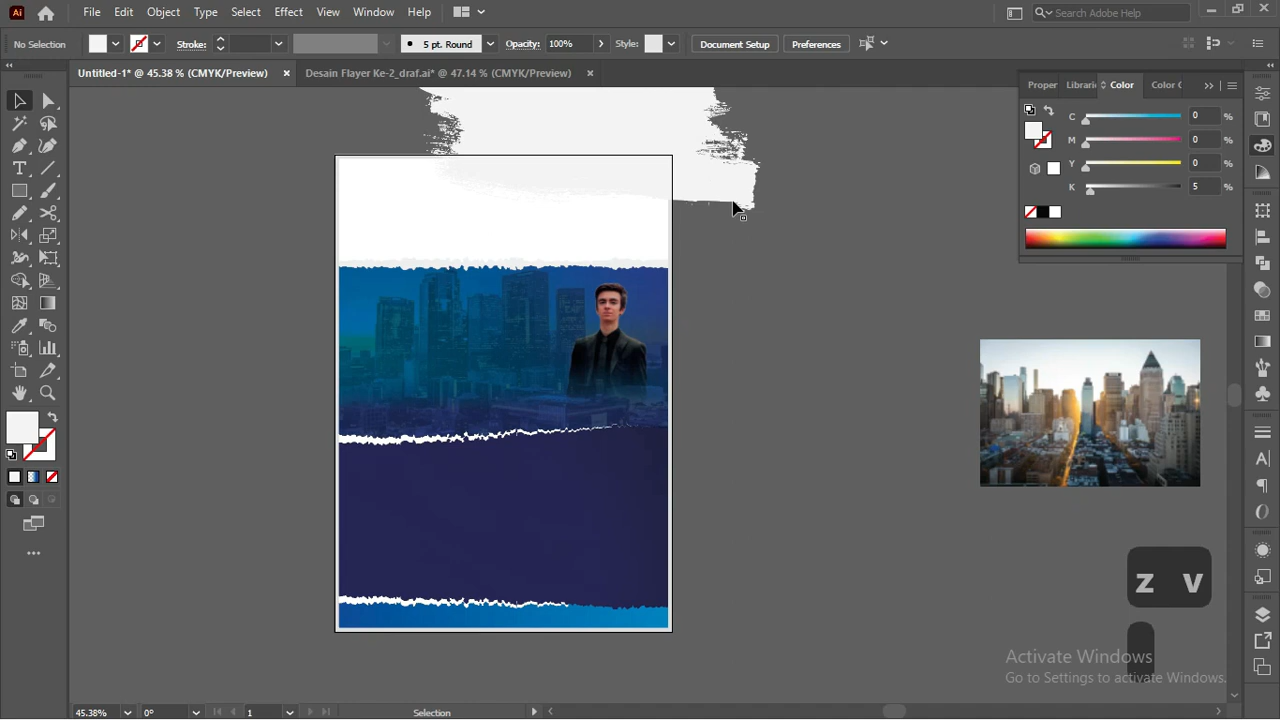 Ai File Edit Object Type Select Effect View Window Help Search Adobe Help
No Selection Stroke: 5 pt. Round Opacity: 100% Style: Document Setup Preferences
Untitled-1* @ 45.38 % (CMYK/Preview) × Desain Flayer Ke-2_draf.ai* @ 47.14 % (CMYK/Preview) ×
Proper Librari Color Color C
C 0 %
M 0 %
Y 0 %
K 5 %
z v
Activate Windows
Go to Settings to activate Windows.
45.38% 0° 1 Selection